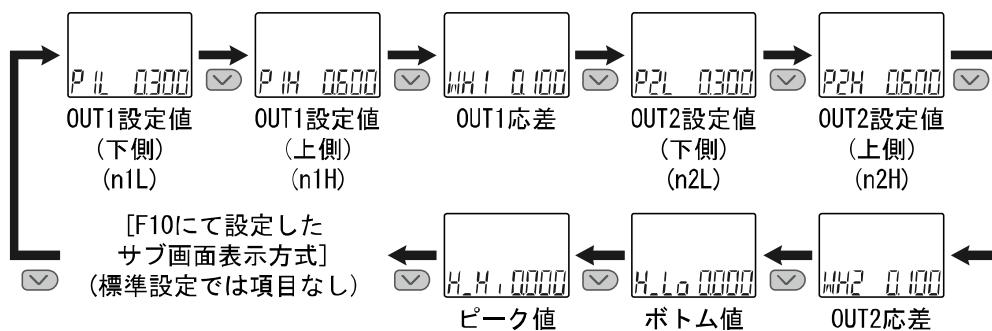 P 1L 0.300
OUT1設定値
(下側)
(n1L)
P 1H 0.600
OUT1設定値
(上側)
(n1H)
WH1 0.100
OUT1応差
P2L 0.300
OUT2設定値
(下側)
(n2L)
P2H 0.600
OUT2設定値
(上側)
(n2H)
WH2 0.100
OUT2応差
H_Lo 0.000
ボトム値
H_Hi 0.000
ピーク値
[F10にて設定した
サブ画面表示方式]
(標準設定では項目なし)